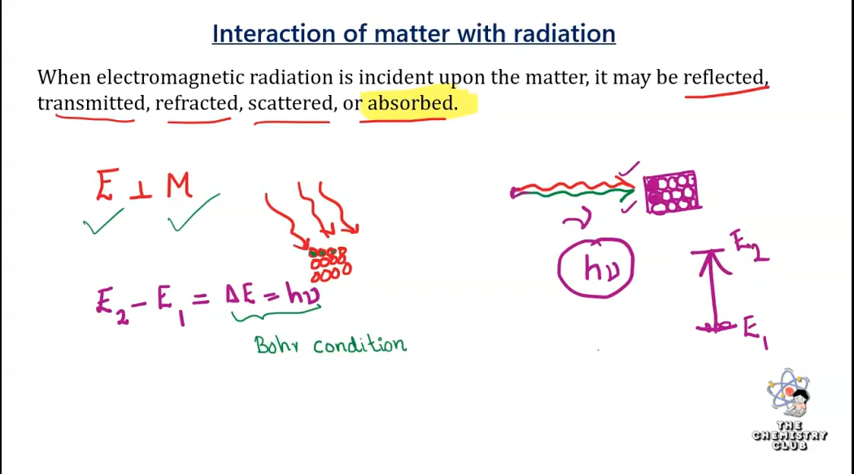 Interaction of matter with radiation
When electromagnetic radiation is incident upon the matter, it may be reflected,
transmitted, refracted, scattered, or absorbed.
E ⊥ M
hν
E₂
E₂ - E₁ = ΔE = hν
E₁
Bohr condition
THE
CHEMISTRY
CLUB